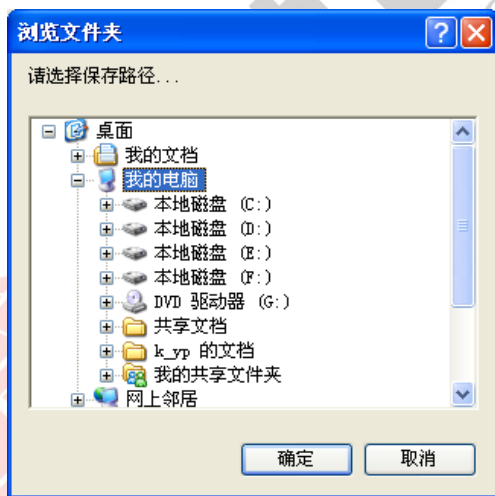 浏览文件夹
请选择保存路径...
桌面
我的文档
我的电脑
本地磁盘 (C:)
本地磁盘 (D:)
本地磁盘 (E:)
本地磁盘 (F:)
DVD 驱动器 (G:)
共享文档
k_yp 的文档
我的共享文件夹
网上邻居
确定
取消